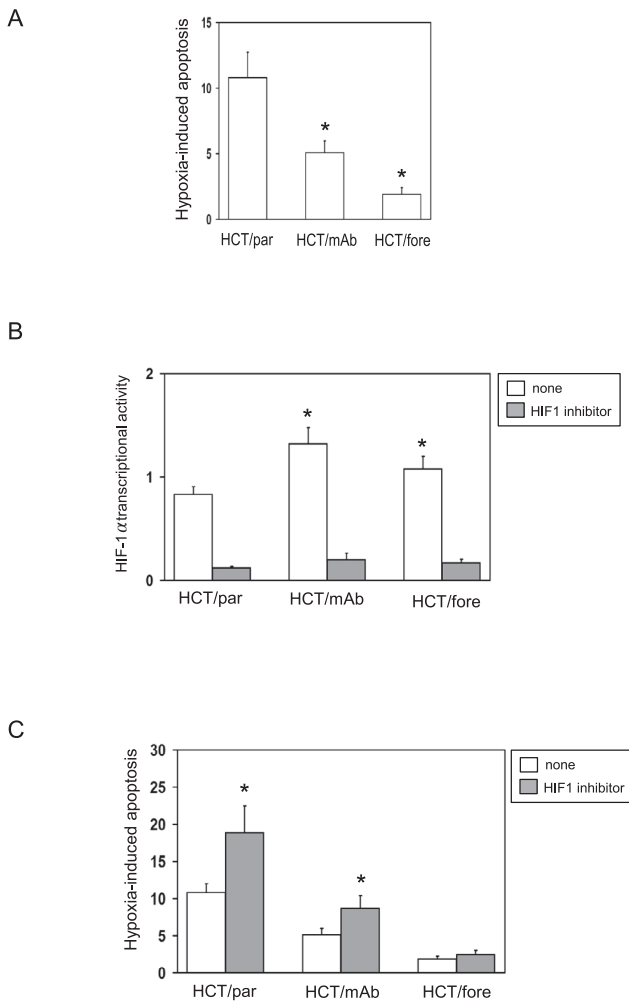 A
Hypoxia-induced apoptosis
15
10
5
0
*
*
HCT/par
HCT/mAb
HCT/fore
B
HIF-1 α transcriptional activity
2
1
0
*
*
HCT/par
HCT/mAb
HCT/fore
none
HIF1 inhibitor
C
Hypoxia-induced apoptosis
30
25
20
15
10
5
0
*
*
HCT/par
HCT/mAb
HCT/fore
none
HIF1 inhibitor